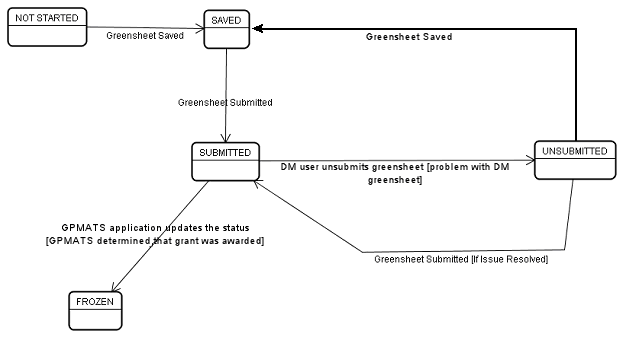 NOT STARTED
SAVED
Greensheet Saved
Greensheet Saved
Greensheet Submitted
SUBMITTED
UNSUBMITTED
DM user unsubmits greensheet [problem with DM
greensheet]
GPMATS application updates the status
[GPMATS determined that grant was awarded]
Greensheet Submitted [If Issue Resolved]
FROZEN